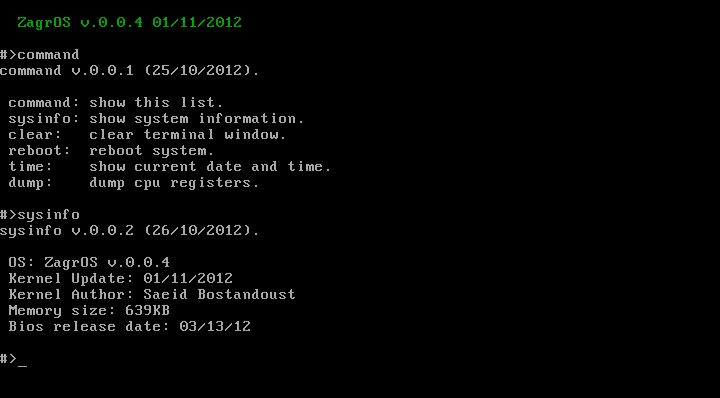 ZagrOS v.0.0.4 01/11/2012
#>command
command v.0.0.1 (25/10/2012).
command: show this list.
sysinfo: show system information.
clear:   clear terminal window.
reboot:  reboot system.
time:    show current date and time.
dump:    dump cpu registers.
#>sysinfo
sysinfo v.0.0.2 (26/10/2012).
OS: ZagrOS v.0.0.4
Kernel Update: 01/11/2012
Kernel Author: Saeid Bostandoust
Memory size: 639KB
Bios release date: 03/13/12
#>_